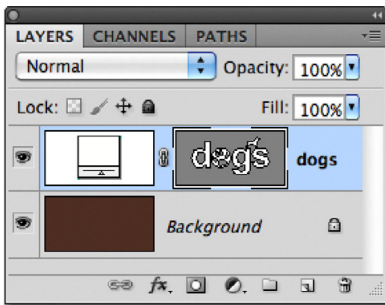 LAYERS CHANNELS PATHS
Normal Opacity: 100%
Lock: Fill: 100%
dogs dogs
Background
fx.